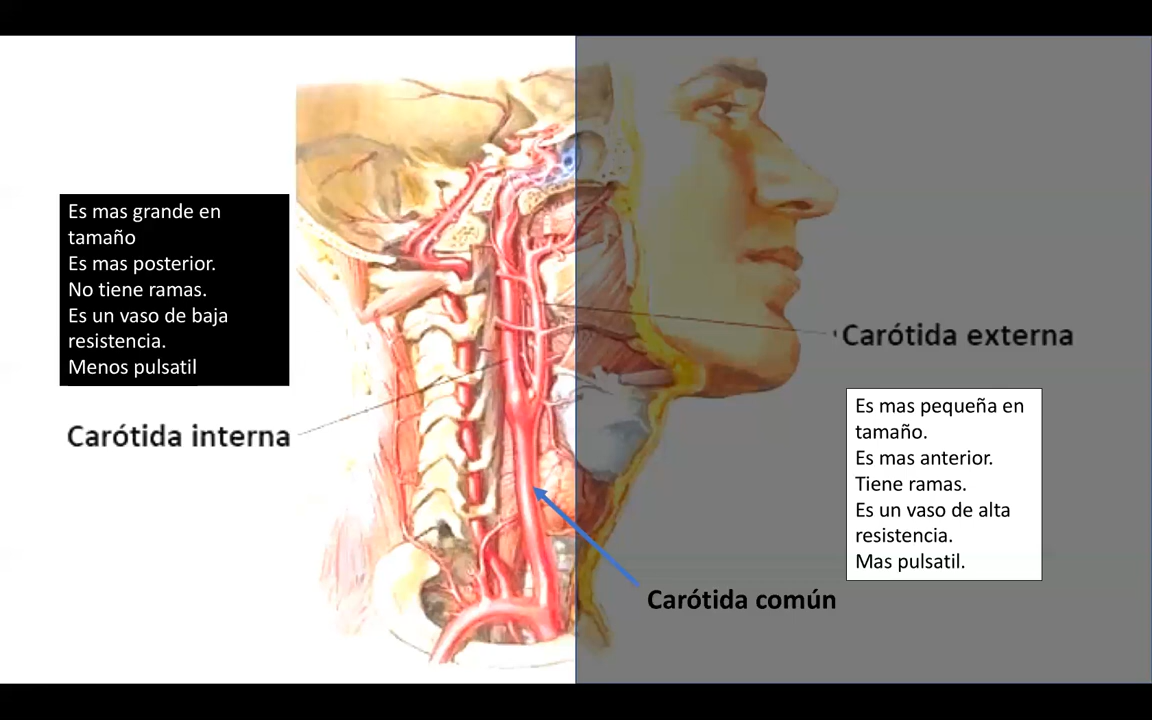 Es mas grande en
tamaño
Es mas posterior.
No tiene ramas.
Es un vaso de baja
resistencia.
Menos pulsatil
Carótida interna
Carótida externa
Es mas pequeña en
tamaño.
Es mas anterior.
Tiene ramas.
Es un vaso de alta
resistencia.
Mas pulsatil.
Carótida común